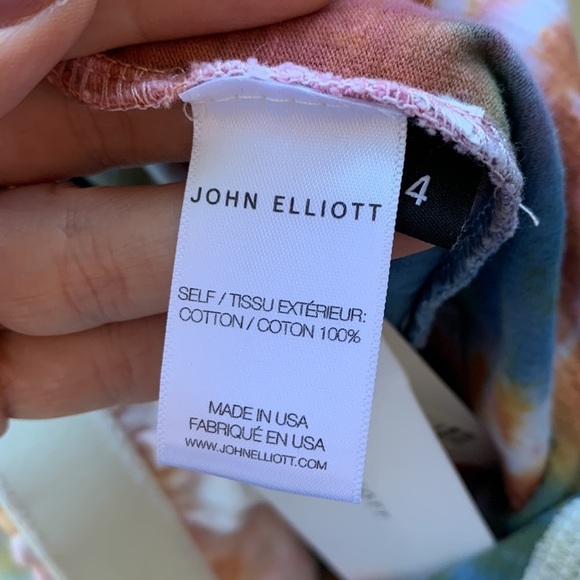 JOHN ELLIOTT
4
SELF / TISSU EXTÉRIEUR:
COTTON / COTON 100%
MADE IN USA
FABRIQUÉ EN USA
WWW.JOHNELLIOTT.COM